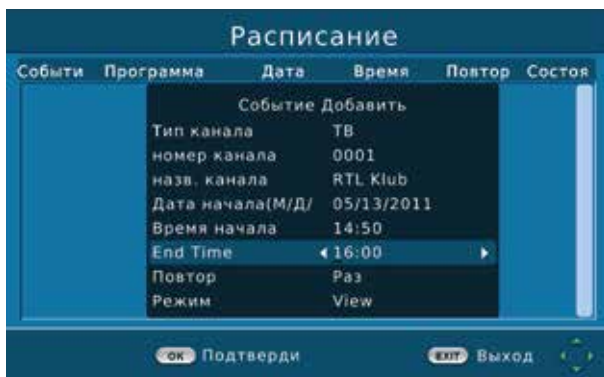 Расписание
Событи Программа Дата Время Повтор Состоя
Событие Добавить
Тип канала ТВ
номер канала 0001
назв. канала RTL Klub
Дата начала(М/Д/ 05/13/2011
Время начала 14:50
End Time 16:00
Повтор Раз
Режим View
OK Подтверди EXIT Выход